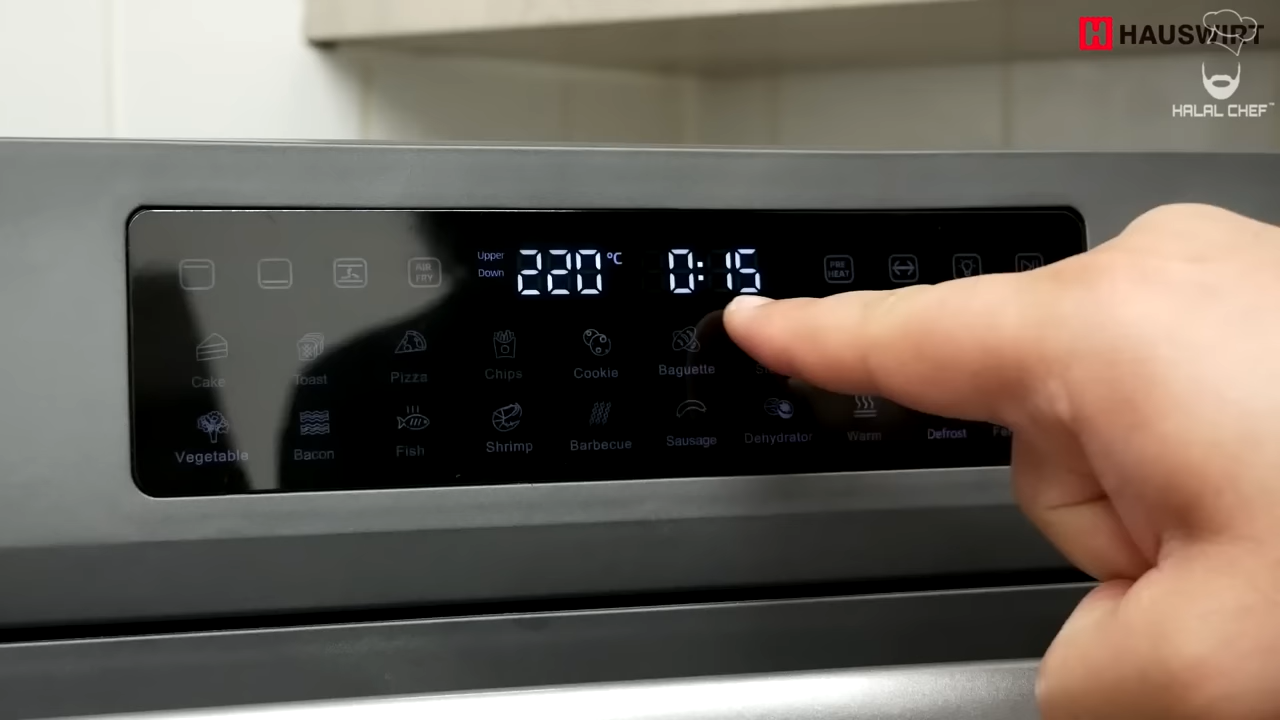 HAUSWIRT
HALAL CHEF™
Upper
Down
220 °C
0:15
AIR
FRY
PRE
HEAT
Cake
Toast
Pizza
Chips
Cookie
Baguette
Vegetable
Bacon
Fish
Shrimp
Barbecue
Sausage
Dehydrator
Warm
Defrost